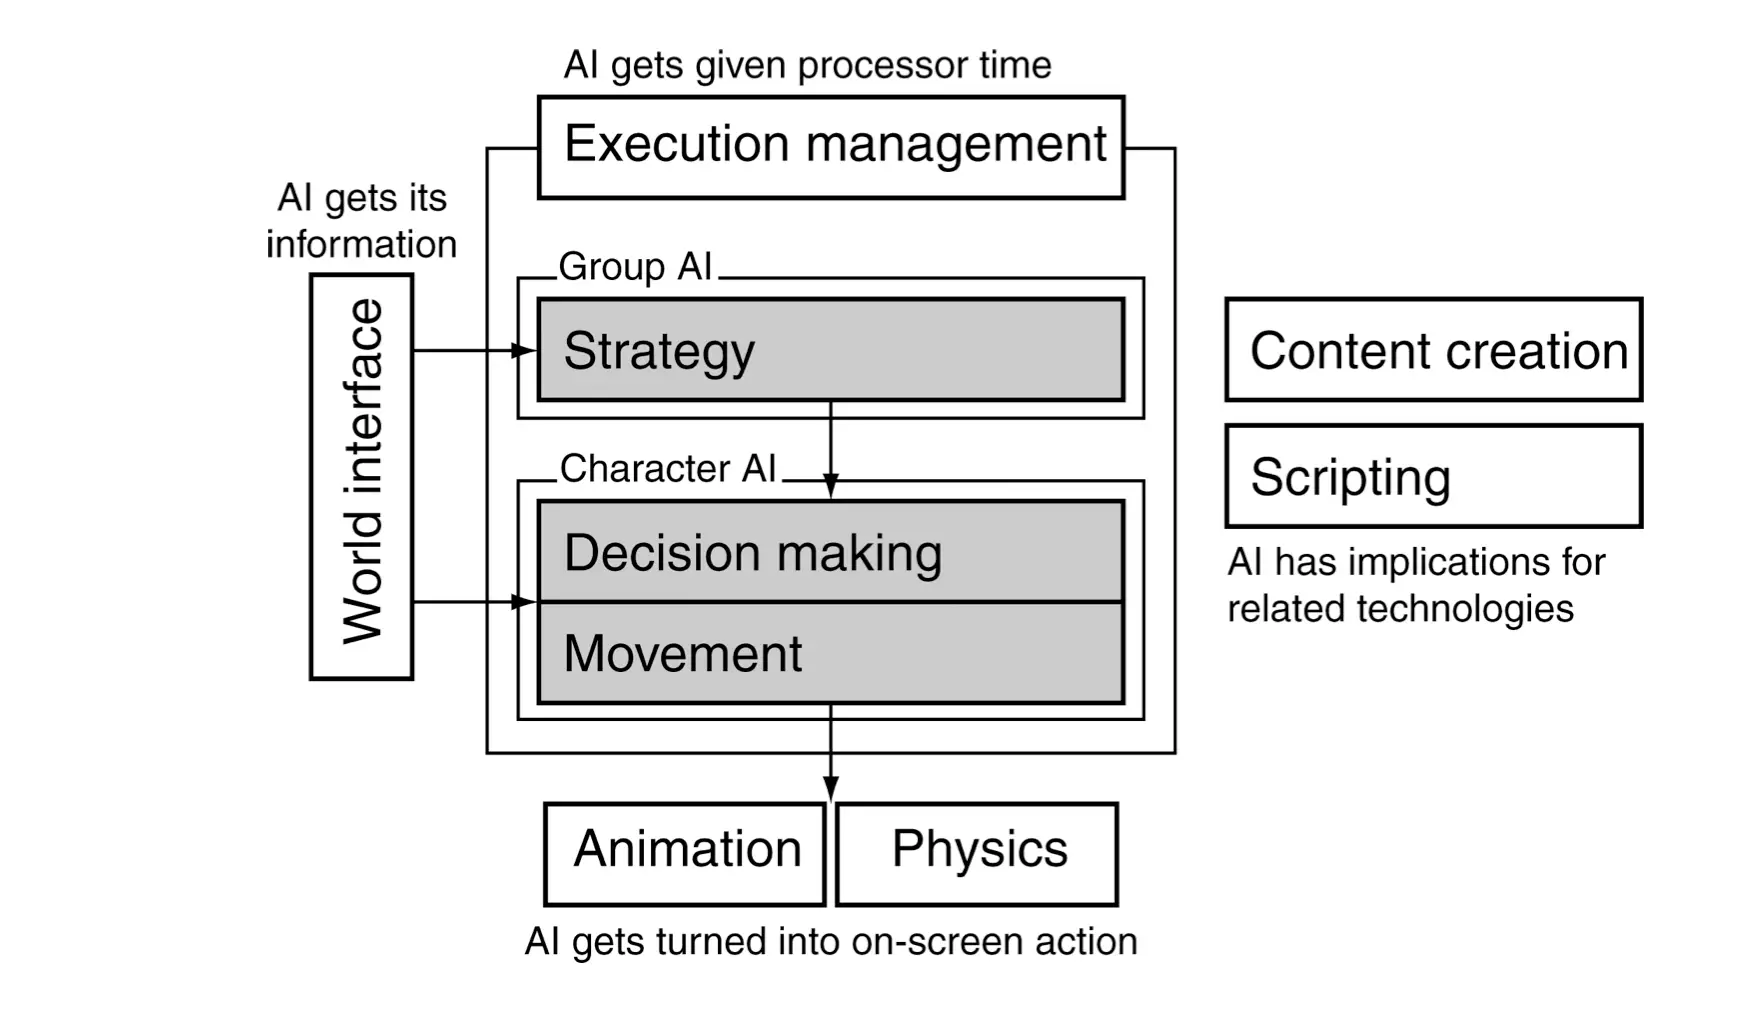 AI gets given processor time
Execution management
AI gets its
information
World interface
Group AI
Strategy
Character AI
Decision making
Movement
Content creation
Scripting
AI has implications for
related technologies
Animation
Physics
AI gets turned into on-screen action